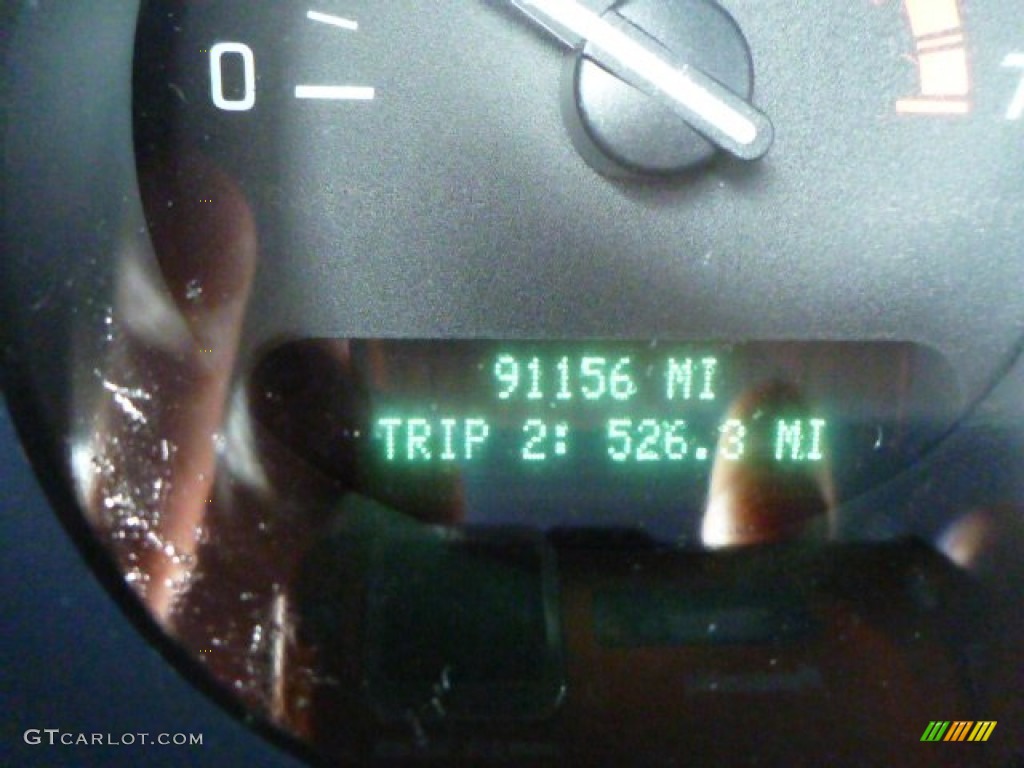 0
91156 MI
TRIP 2: 526.3 MI
GTCARLOT.COM